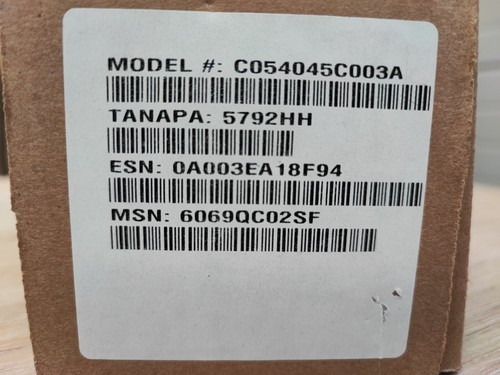 MODEL #: C054045C003A
TANAPA: 5792HH
ESN: 0A003EA18F94
MSN: 6069QC02SF